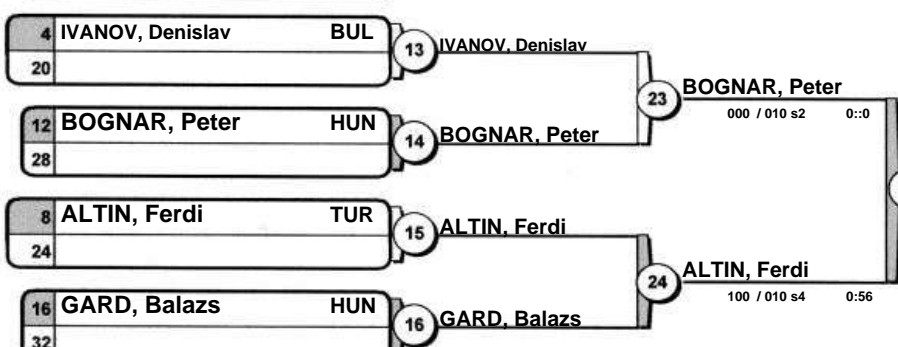 4 IVANOV, Denislav BUL
20
13 IVANOV, Denislav
12 BOGNAR, Peter HUN
28
14 BOGNAR, Peter
23 BOGNAR, Peter
000 / 010 s2 0::0
8 ALTIN, Ferdi TUR
24
15 ALTIN, Ferdi
16 GARD, Balazs HUN
32
16 GARD, Balazs
24 ALTIN, Ferdi
100 / 010 s4 0:56